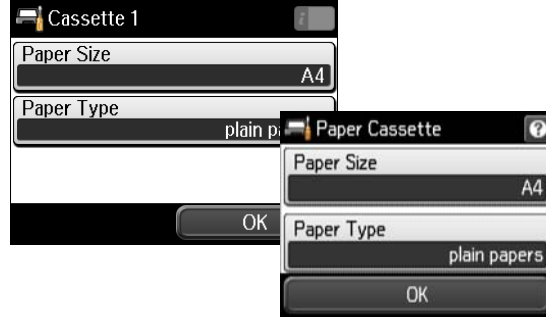 Cassette 1
i
Paper Size
A4
Paper Type
plain
OK
Paper Cassette
?
Paper Size
A4
Paper Type
plain papers
OK